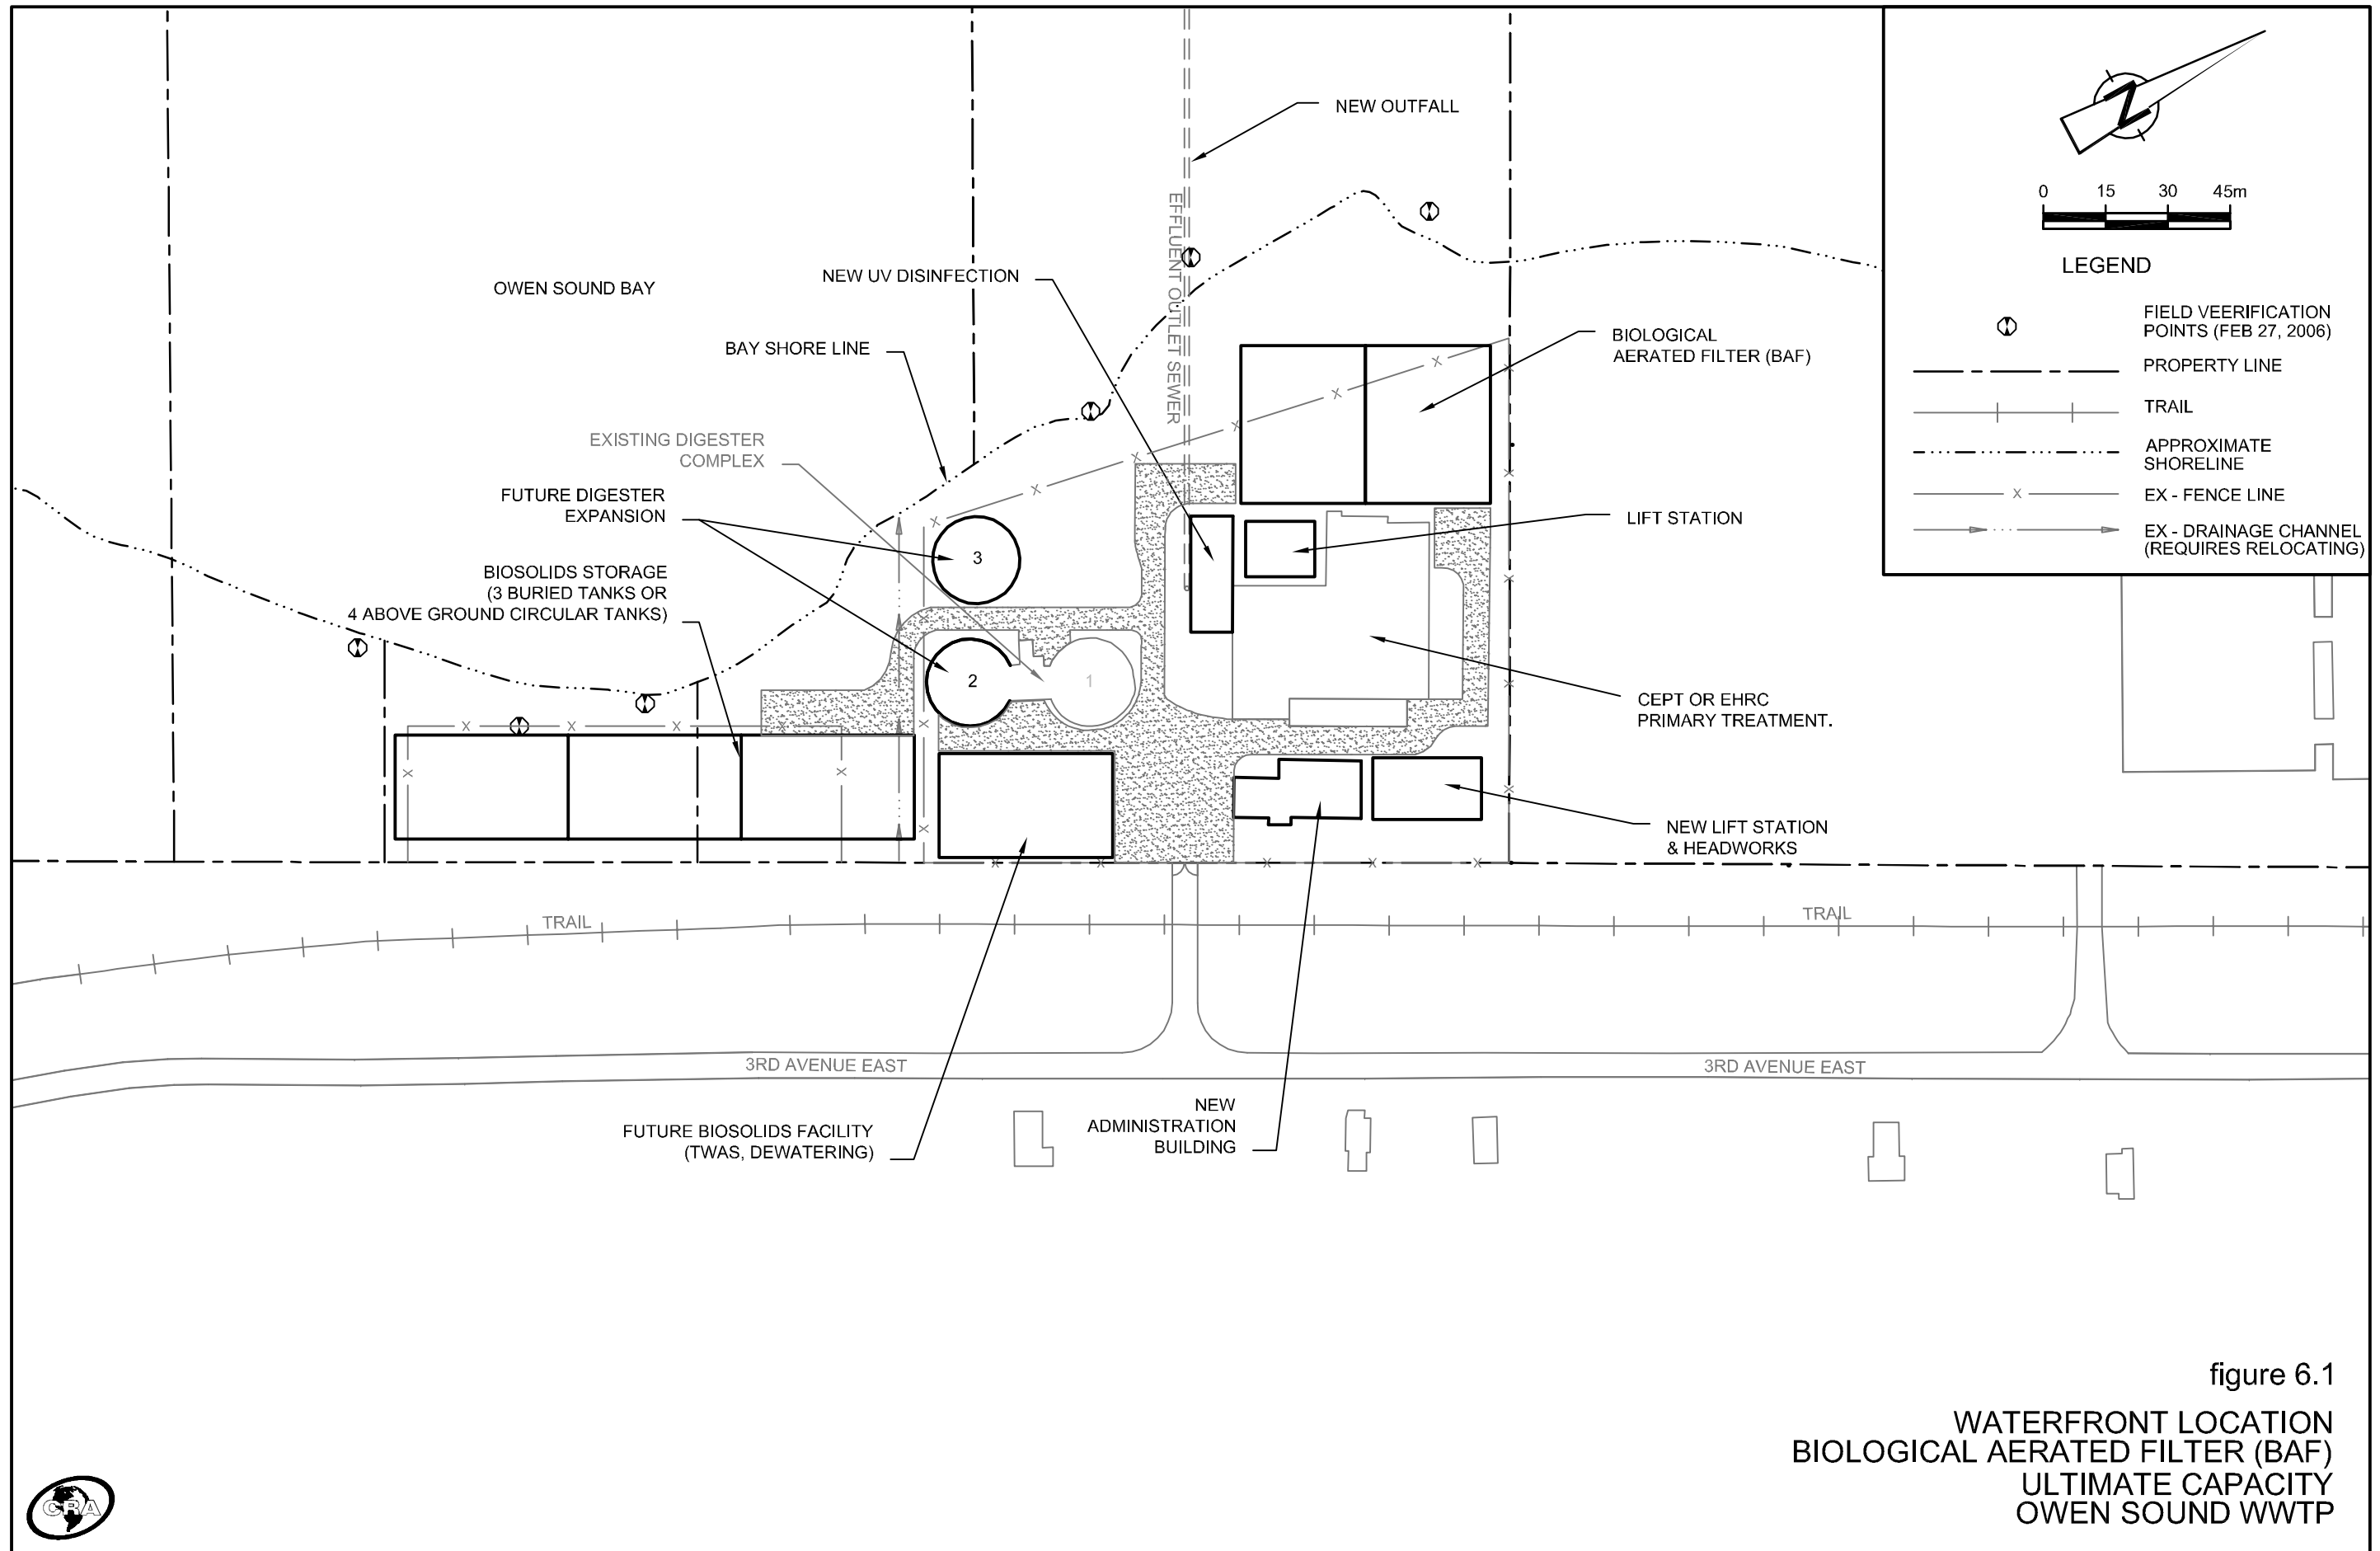 NEW OUTFALL
N
0 15 30 45m
LEGEND
FIELD VEERIFICATION
POINTS (FEB 27, 2006)
PROPERTY LINE
TRAIL
APPROXIMATE
SHORELINE
X
EX - FENCE LINE
EX - DRAINAGE CHANNEL
(REQUIRES RELOCATING)
EFFLUENT OUTLET SEWER
NEW UV DISINFECTION
OWEN SOUND BAY
BAY SHORE LINE
BIOLOGICAL
AERATED FILTER (BAF)
EXISTING DIGESTER
COMPLEX
FUTURE DIGESTER
EXPANSION
LIFT STATION
3
BIOSOLIDS STORAGE
(3 BURIED TANKS OR
4 ABOVE GROUND CIRCULAR TANKS)
2
1
CEPT OR EHRC
PRIMARY TREATMENT.
NEW LIFT STATION
& HEADWORKS
TRAIL
TRAIL
3RD AVENUE EAST
3RD AVENUE EAST
FUTURE BIOSOLIDS FACILITY
(TWAS, DEWATERING)
NEW
ADMINISTRATION
BUILDING
figure 6.1
WATERFRONT LOCATION
BIOLOGICAL AERATED FILTER (BAF)
ULTIMATE CAPACITY
OWEN SOUND WWTP
CRA